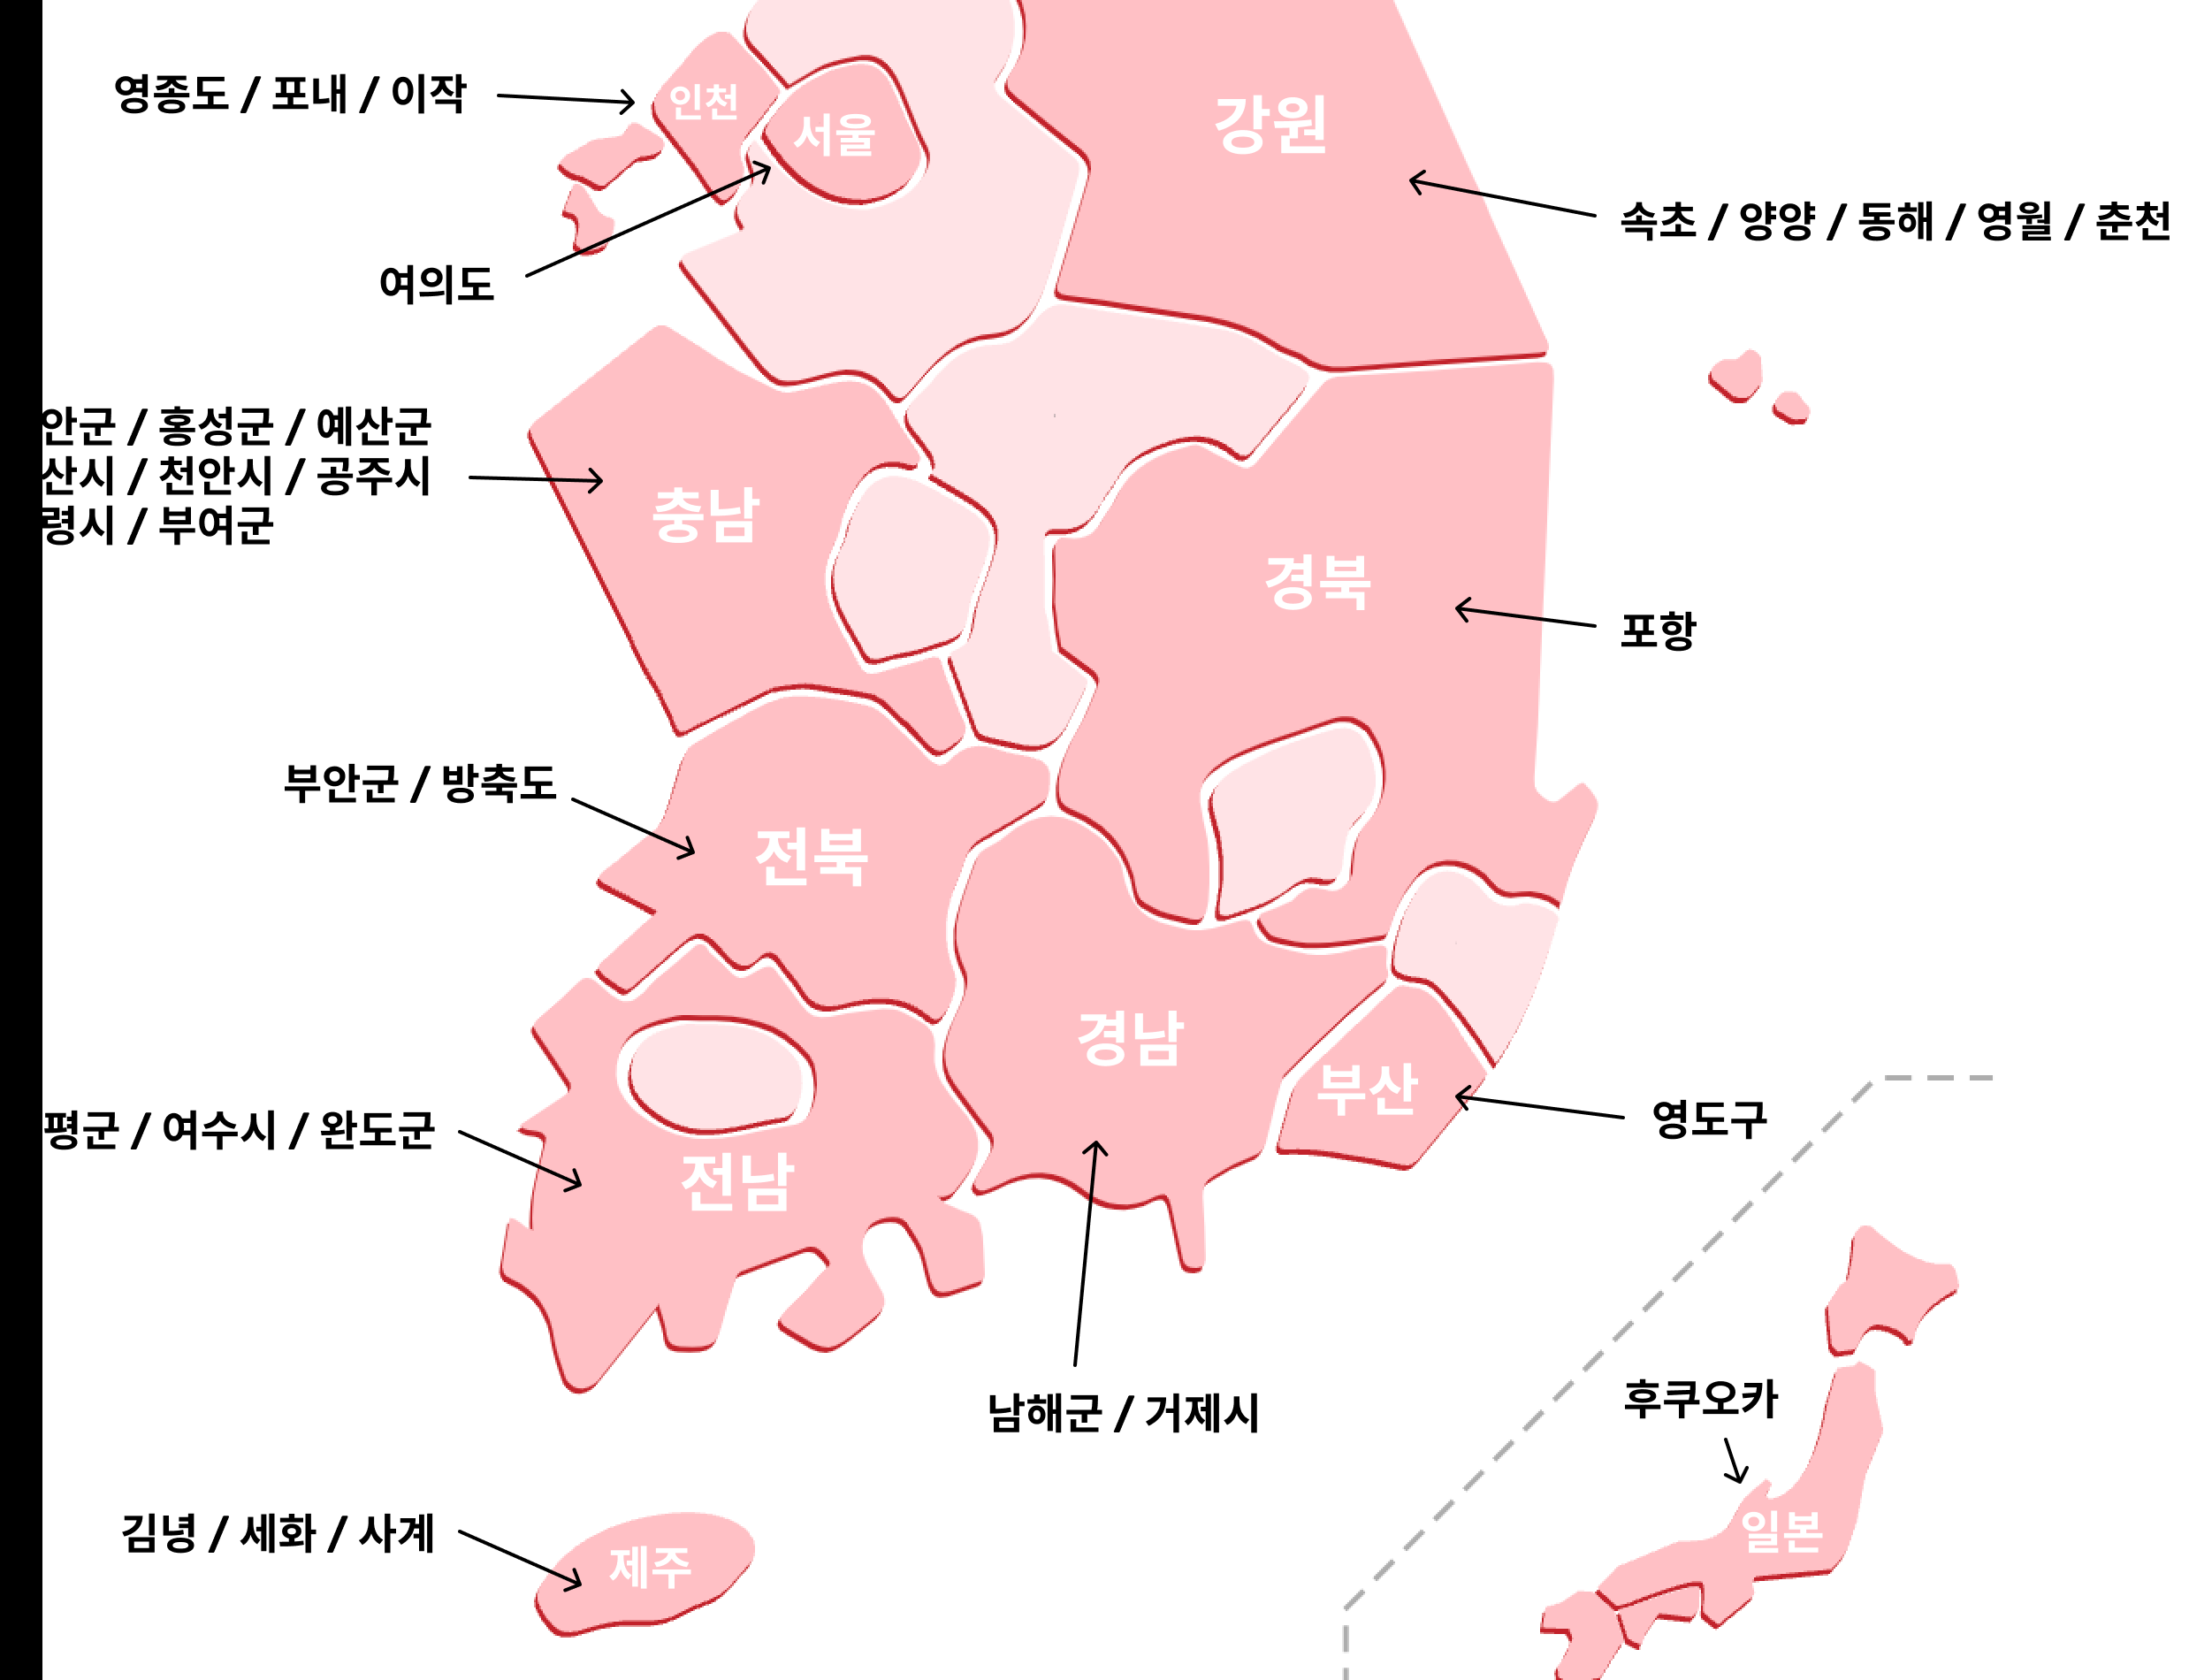 영종도 / 포내 / 이작
인천
서울
강원
여의도
속초 / 양양 / 동해 / 영월 / 춘천
안군 / 홍성군 / 예산군
산시 / 천안시 / 공주시
령시 / 부여군
충남
경북
포항
부안군 / 방축도
전북
경남
부산
영도구
평군 / 여수시 / 완도군
전남
남해군 / 거제시
후쿠오카
일본
김녕 / 세화 / 사계
제주